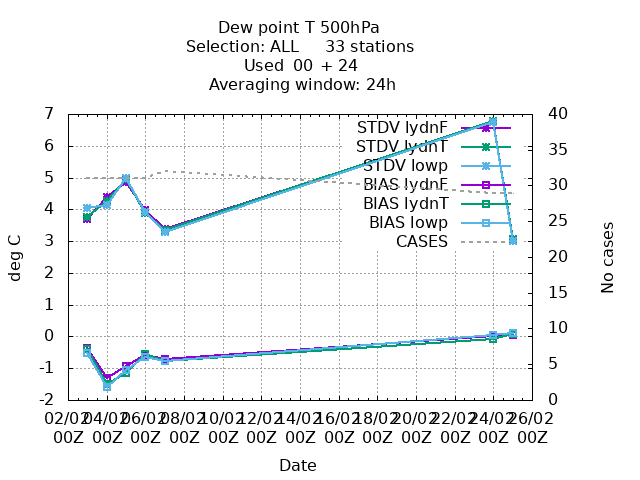 Dew point T 500hPa
Selection: ALL 33 stations
Used 00 + 24
Averaging window: 24h
7
6
5
4
3
2
1
0
-1
-2
deg C
40
35
30
25
20
15
10
5
0
No cases
STDV lydnF
STDV lydnT
STDV lowp
BIAS lydnF
BIAS lydnT
BIAS lowp
CASES
02/02 04/02 06/02 08/02 10/02 12/02 14/02 16/02 18/02 20/02 22/02 24/02 26/02
00Z 00Z 00Z 00Z 00Z 00Z 00Z 00Z 00Z 00Z 00Z 00Z 00Z
Date